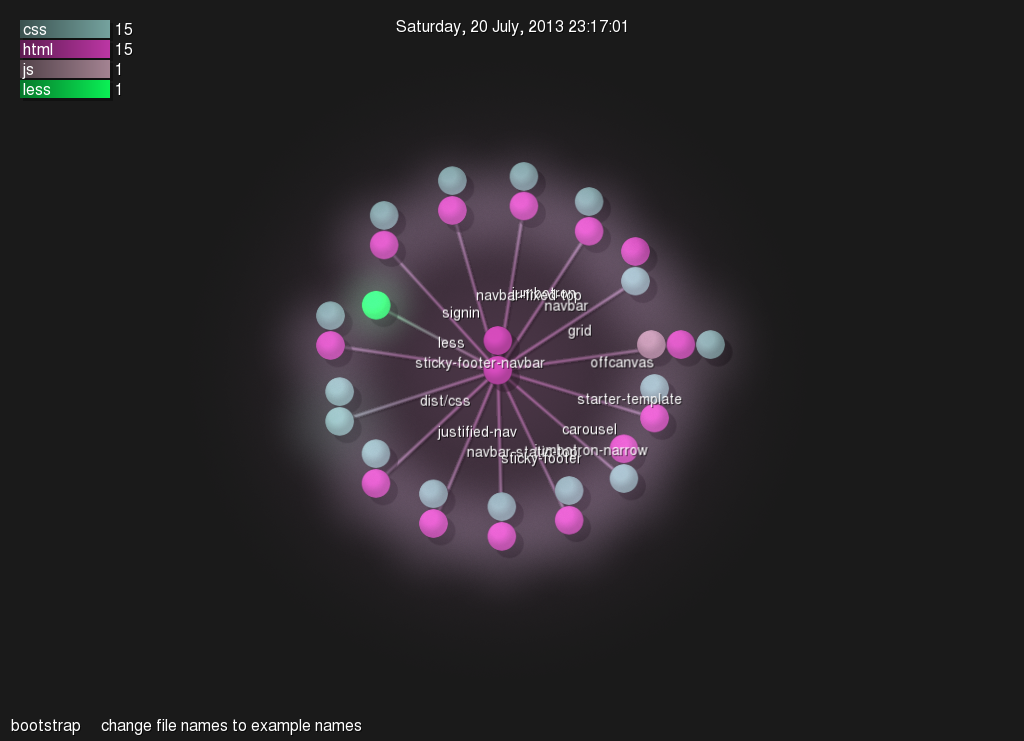 Saturday, 20 July, 2013 23:17:01
css 15
html 15
js 1
less 1
navbar-fixed-top
jumbotron
navbar
signin
grid
less
sticky-footer-navbar
offcanvas
dist/css
starter-template
justified-nav
carousel
navbar-static-top
jumbotron-narrow
sticky-footer
bootstrap change file names to example names